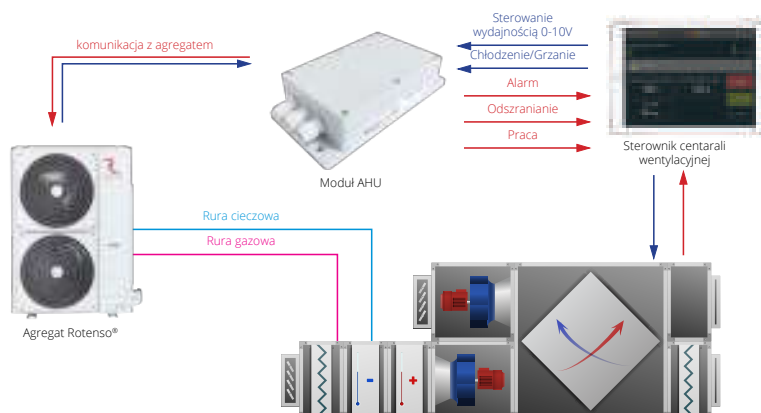 Sterowanie
wydajnością 0-10V
komunikacja z agregatem
Chłodzenie/Grzanie
Alarm
Odszranianie
Praca
Sterownik centarali
wentylacyjnej
Moduł AHU
Rura cieczowa
Rura gazowa
Agregat Rotenso®
- +